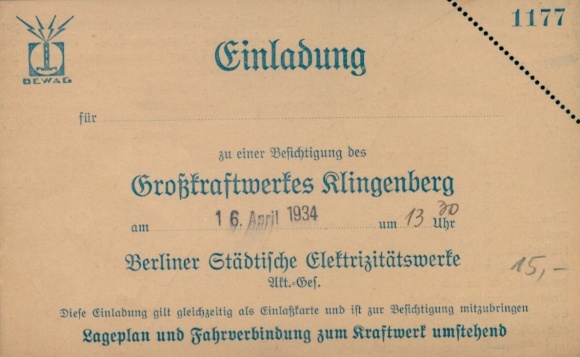 1177
BEWAG
Einladung
für
zu einer Besichtigung des
Großkraftwerkes Klingenberg
am 16. April 1934 um 13 30 Uhr
Berliner Städtische Elektrizitätswerke
Akt.-Ges.
15,-
Diese Einladung gilt gleichzeitig als Einlaßkarte und ist zur Besichtigung mitzubringen
Lageplan und Fahrverbindung zum Kraftwerk umstehend